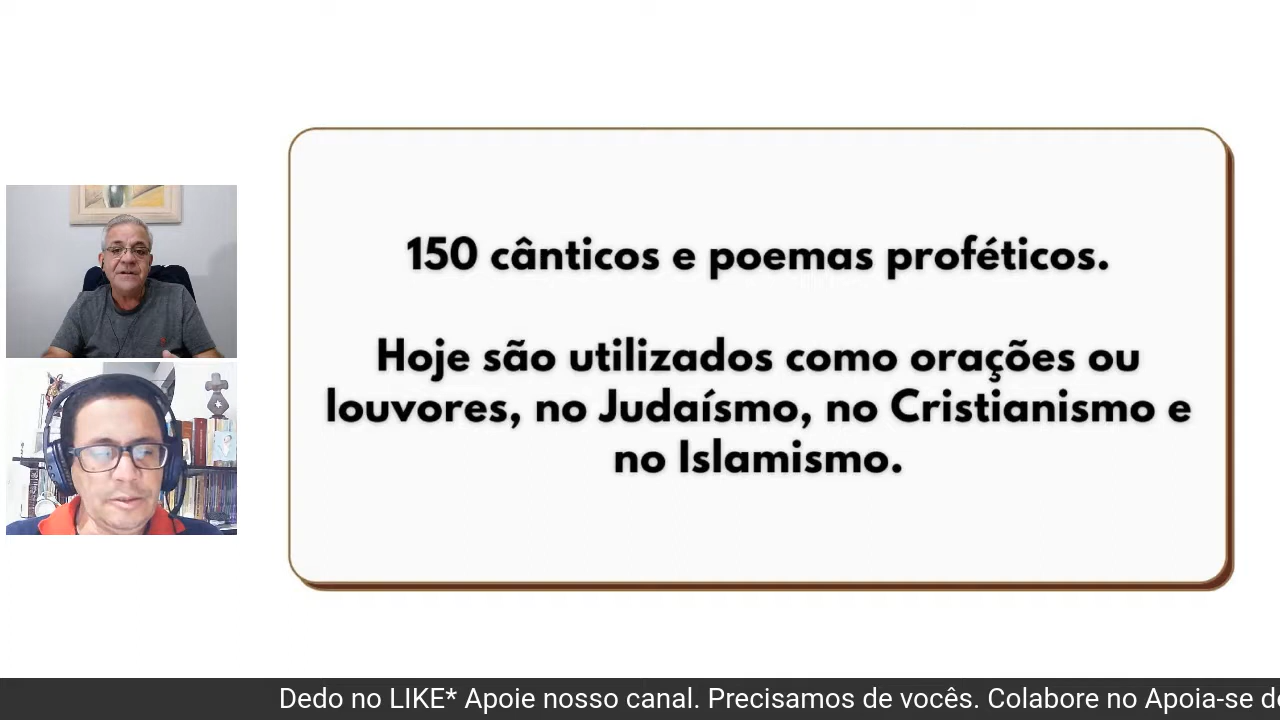 150 cânticos e poemas proféticos.
Hoje são utilizados como orações ou
louvores, no Judaísmo, no Cristianismo e
no Islamismo.
Dedo no LIKE* Apoie nosso canal. Precisamos de vocês. Colabore no Apoia-se